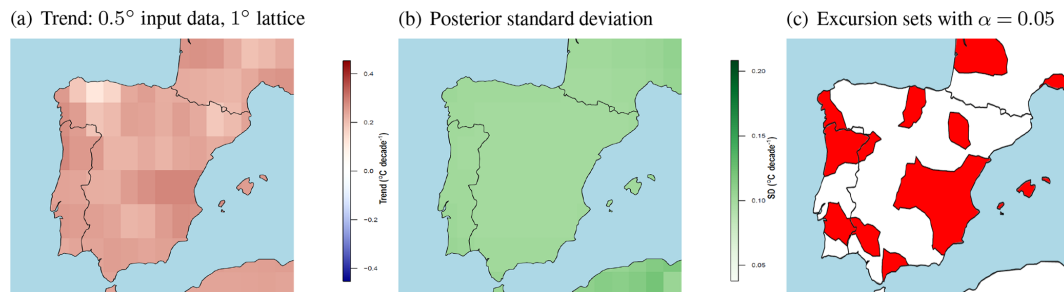 (a) Trend: 0.5° input data, 1° lattice
0.4
0.2
0.0
-0.2
-0.4
Trend (°C decade⁻¹)
(b) Posterior standard deviation
0.20
0.15
0.10
0.05
SD (°C decade⁻¹)
(c) Excursion sets with α = 0.05